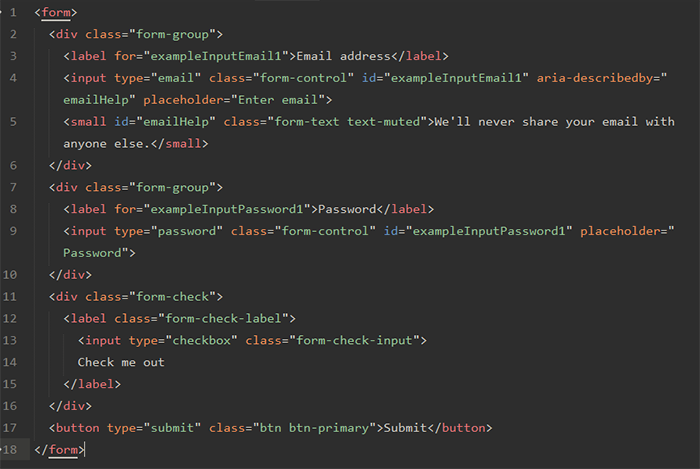 1 <form>
2 <div class="form-group">
3 <label for="exampleInputEmail1">Email address</label>
4 <input type="email" class="form-control" id="exampleInputEmail1" aria-describedby="
emailHelp" placeholder="Enter email">
5 <small id="emailHelp" class="form-text text-muted">We'll never share your email with
anyone else.</small>
6 </div>
7 <div class="form-group">
8 <label for="exampleInputPassword1">Password</label>
9 <input type="password" class="form-control" id="exampleInputPassword1" placeholder="
Password">
10 </div>
11 <div class="form-check">
12 <label class="form-check-label">
13 <input type="checkbox" class="form-check-input">
14 Check me out
15 </label>
16 </div>
17 <button type="submit" class="btn btn-primary">Submit</button>
18 </form>